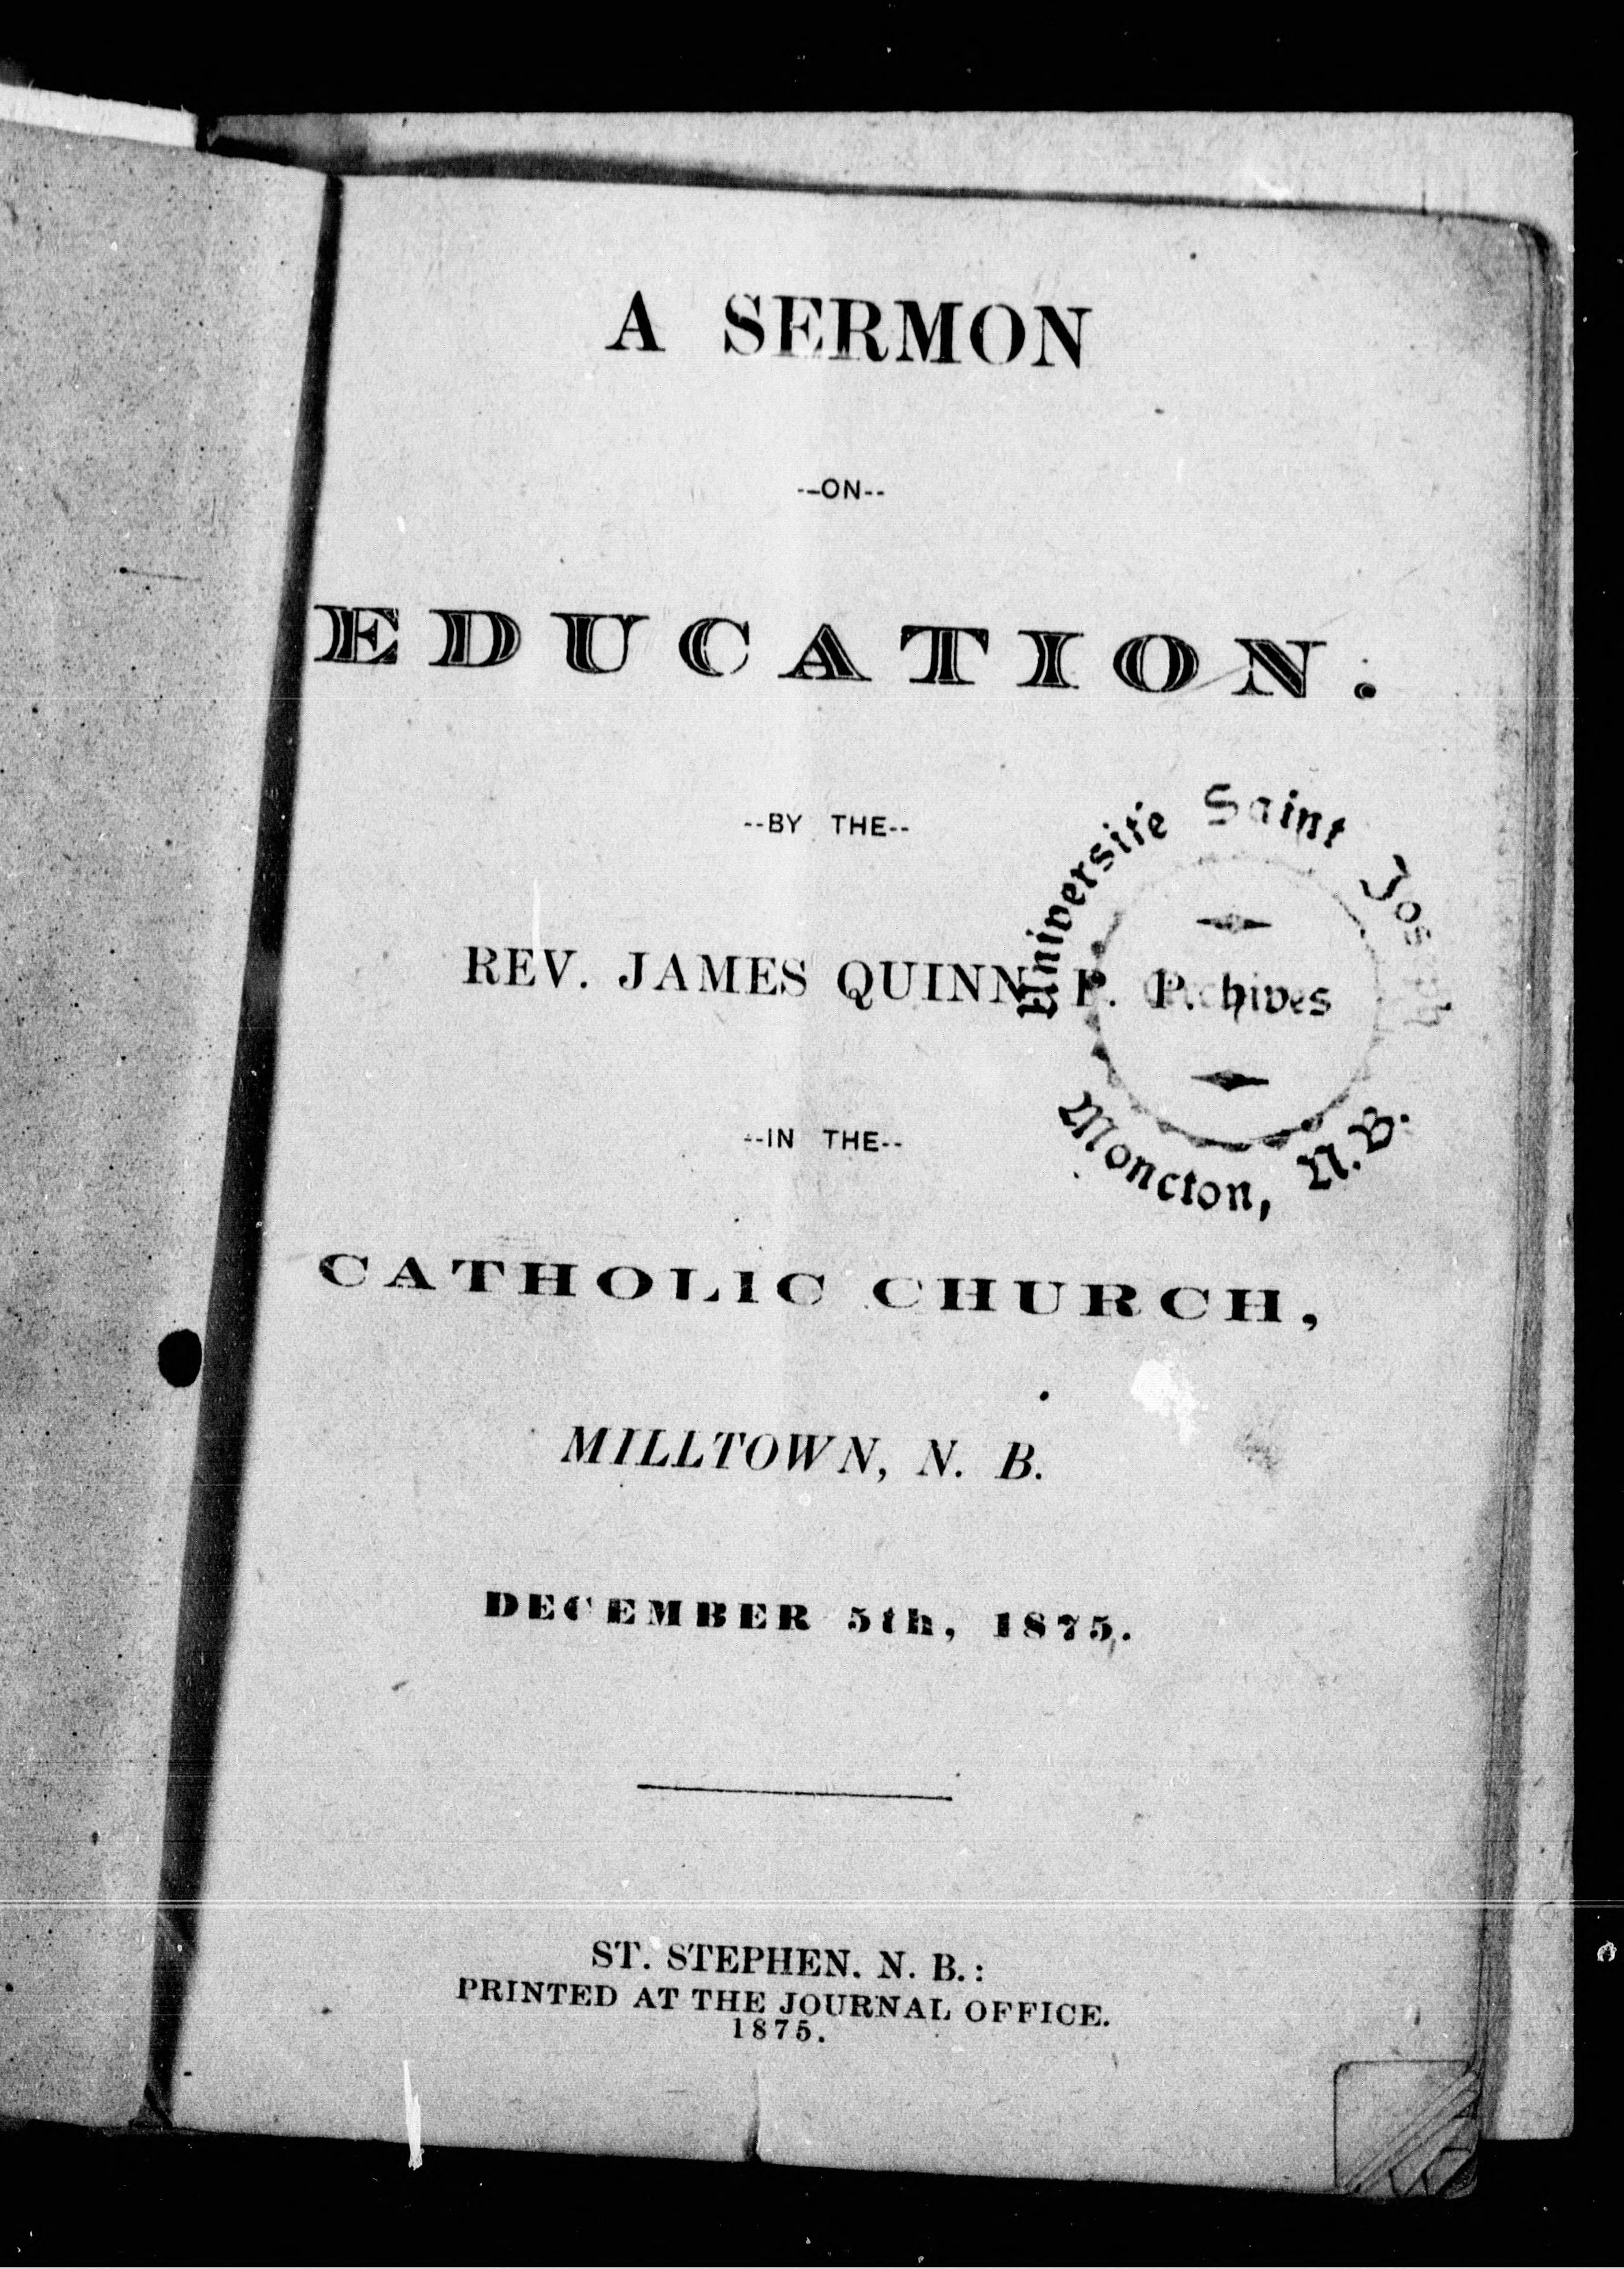 A SERMON
--ON--
EDUCATION.
--BY THE--
REV. JAMES QUINN, P. P.
Université Saint Joseph
Archives
Moncton, N.B.
--IN THE--
CATHOLIC CHURCH,
MILLTOWN, N. B.
DECEMBER 5th, 1875.
ST. STEPHEN. N. B.:
PRINTED AT THE JOURNAL OFFICE.
1875.